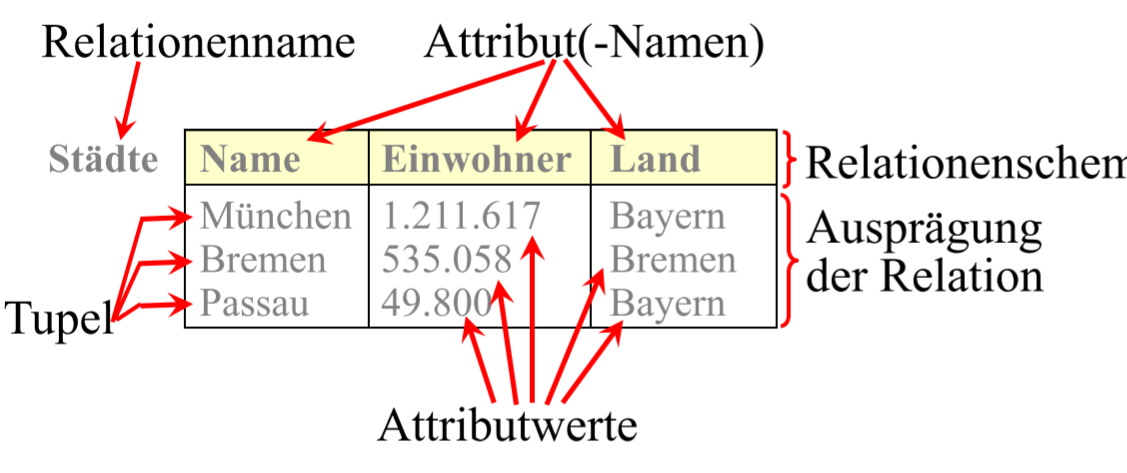 Relationenname Attribut(-Namen)
Städte Name Einwohner Land Relationenschem
München 1.211.617 Bayern Ausprägung
Bremen 535.058 Bremen der Relation
Passau 49.800 Bayern
Tupel
Attributwerte